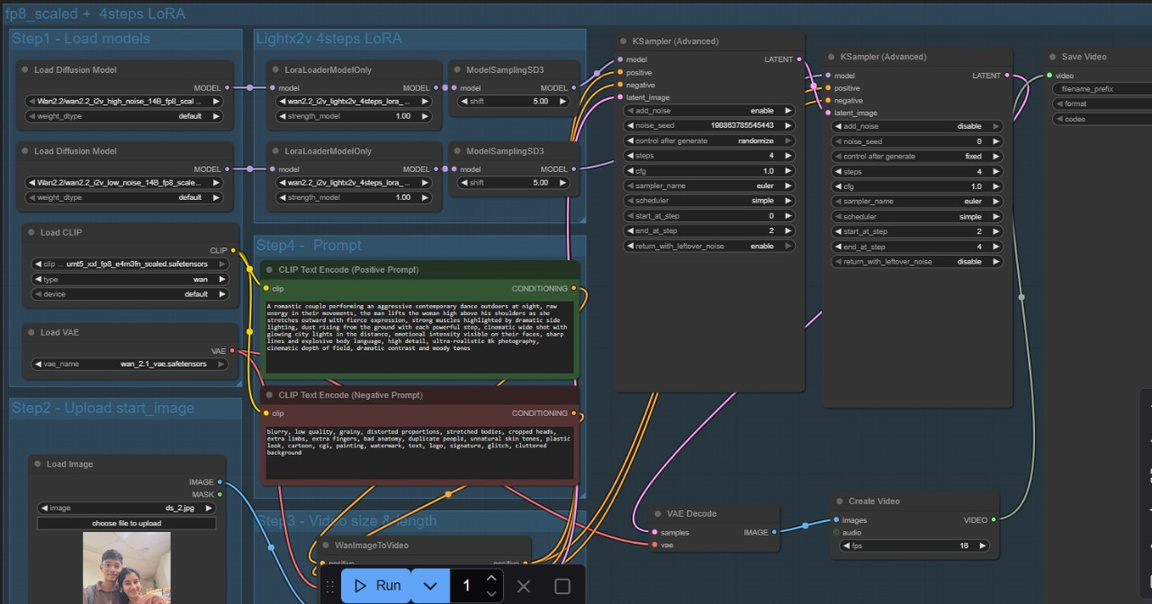 fp8_scaled + 4steps LoRA
Step1 - Load models
Load Diffusion Model
MODEL
Wan2.2/wan2.2_i2v_high_noise_14B_fp8_scal ...
weight_dtype default
Load Diffusion Model
MODEL
Wan2.2/wan2.2_i2v_low_noise_14B_fp8_scale...
weight_dtype default
Load CLIP
CLIP
clip ... umt5_xxl_fp8_e4m3fn_scaled.safetensors
type wan
device default
Load VAE
VAE
vae_name wan_2.1_vae.safetensors
Step2 - Upload start_image
Load Image
IMAGE
MASK
image ds_2.jpg
choose file to upload
Lightx2v 4steps LoRA
LoraLoaderModelOnly
model MODEL
wan2.2_i2v_lightx2v_4steps_lora_...
strength_model 1.00
ModelSamplingSD3
model MODEL
shift 5.00
LoraLoaderModelOnly
model MODEL
wan2.2_i2v_lightx2v_4steps_lora_...
strength_model 1.00
ModelSamplingSD3
model MODEL
shift 5.00
Step4 - Prompt
CLIP Text Encode (Positive Prompt)
clip CONDITIONING
A romantic couple performing an aggressive contemporary dance outdoors at night, raw
energy in their movements, the man lifts the woman high above his shoulders as she
stretches outward with fierce expression, strong muscles highlighted by dramatic side
lighting, dust rising from the ground with each powerful step, cinematic wide shot with
glowing city lights in the distance, emotional intensity visible on their faces, sharp
lines and explosive body language, high detail, ultra-realistic 8k photography,
cinematic depth of field, dramatic contrast and moody tones
CLIP Text Encode (Negative Prompt)
clip CONDITIONING
blurry, low quality, grainy, distorted proportions, stretched bodies, cropped heads,
extra limbs, extra fingers, bad anatomy, duplicate people, unnatural skin tones, plastic
look, cartoon, cgi, painting, watermark, text, logo, signature, glitch, cluttered
background
Step3 - Video size & length
WanImageToVideo
positive positive
Run 1
KSampler (Advanced)
model LATENT
positive
negative
latent_image
add_noise enable
noise_seed 198863785545443
control after generate randomize
steps 4
cfg 1.0
sampler_name euler
scheduler simple
start_at_step 0
end_at_step 2
return_with_leftover_noise enable
KSampler (Advanced)
model LATENT
positive
negative
latent_image
add_noise disable
noise_seed 0
control after generate fixed
steps 4
cfg 1.0
sampler_name euler
scheduler simple
start_at_step 2
end_at_step 4
return_with_leftover_noise disable
VAE Decode
samples IMAGE
vae
Create Video
images VIDEO
audio
fps 16
Save Video
video
filename_prefix
format
codec